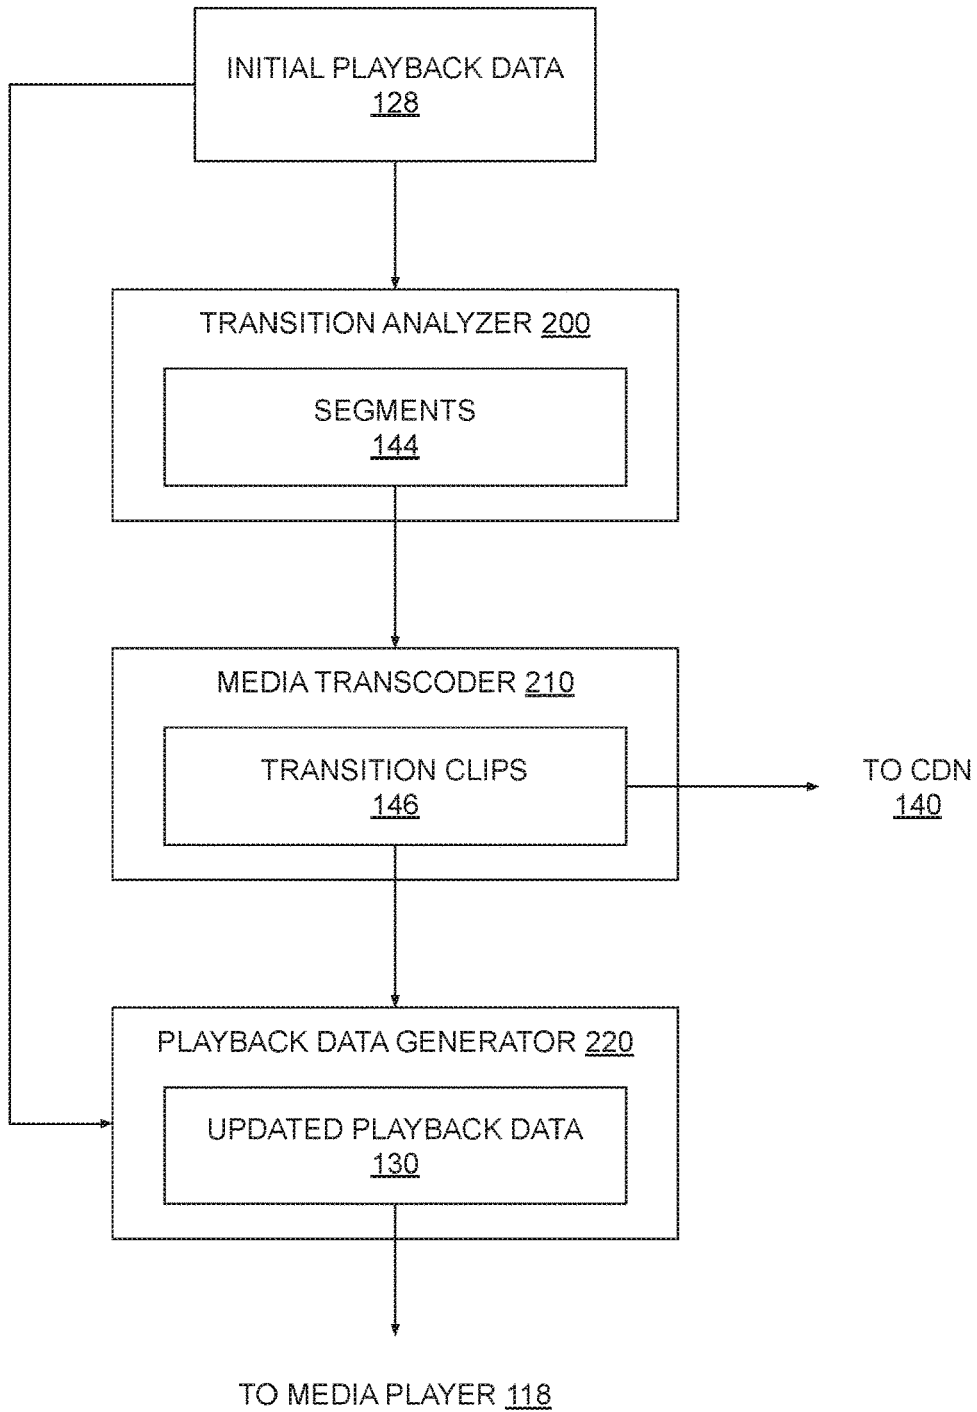 INITIAL PLAYBACK DATA
128
TRANSITION ANALYZER 200
SEGMENTS
144
MEDIA TRANSCODER 210
TRANSITION CLIPS
146
TO CDN
140
PLAYBACK DATA GENERATOR 220
UPDATED PLAYBACK DATA
130
TO MEDIA PLAYER 118